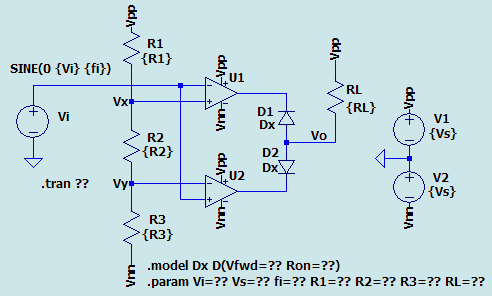 Vpp
R1
{R1}
SINE(0 {Vi} {fi})
U1
Vpp
Vnn
Vi
Vx
R2
{R2}
D1
Dx
Vo
D2
Dx
Vpp
RL
{RL}
Vpp
V1
{Vs}
V2
{Vs}
Vnn
.tran ??
Vy
Vpp
U2
Vnn
R3
{R3}
Vnn
.model Dx D(Vfwd=?? Ron=??)
.param Vi=?? Vs=?? fi=?? R1=?? R2=?? R3=?? RL=??